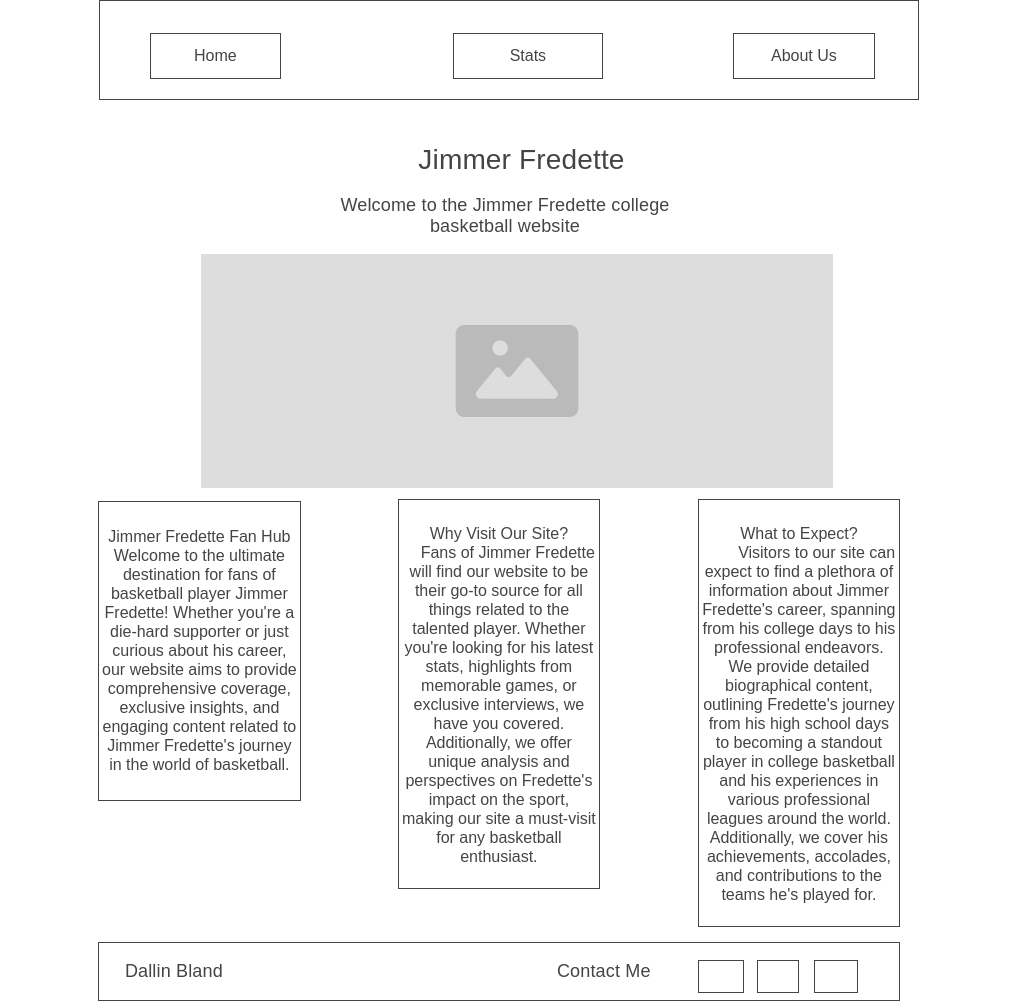 Home
Stats
About Us
Jimmer Fredette
Welcome to the Jimmer Fredette college
basketball website
Jimmer Fredette Fan Hub
Welcome to the ultimate
destination for fans of
basketball player Jimmer
Fredette! Whether you're a
die-hard supporter or just
curious about his career,
our website aims to provide
comprehensive coverage,
exclusive insights, and
engaging content related to
Jimmer Fredette's journey
in the world of basketball.
Why Visit Our Site?
Fans of Jimmer Fredette
will find our website to be
their go-to source for all
things related to the
talented player. Whether
you're looking for his latest
stats, highlights from
memorable games, or
exclusive interviews, we
have you covered.
Additionally, we offer
unique analysis and
perspectives on Fredette's
impact on the sport,
making our site a must-visit
for any basketball
enthusiast.
What to Expect?
Visitors to our site can
expect to find a plethora of
information about Jimmer
Fredette's career, spanning
from his college days to his
professional endeavors.
We provide detailed
biographical content,
outlining Fredette's journey
from his high school days
to becoming a standout
player in college basketball
and his experiences in
various professional
leagues around the world.
Additionally, we cover his
achievements, accolades,
and contributions to the
teams he's played for.
Dallin Bland
Contact Me